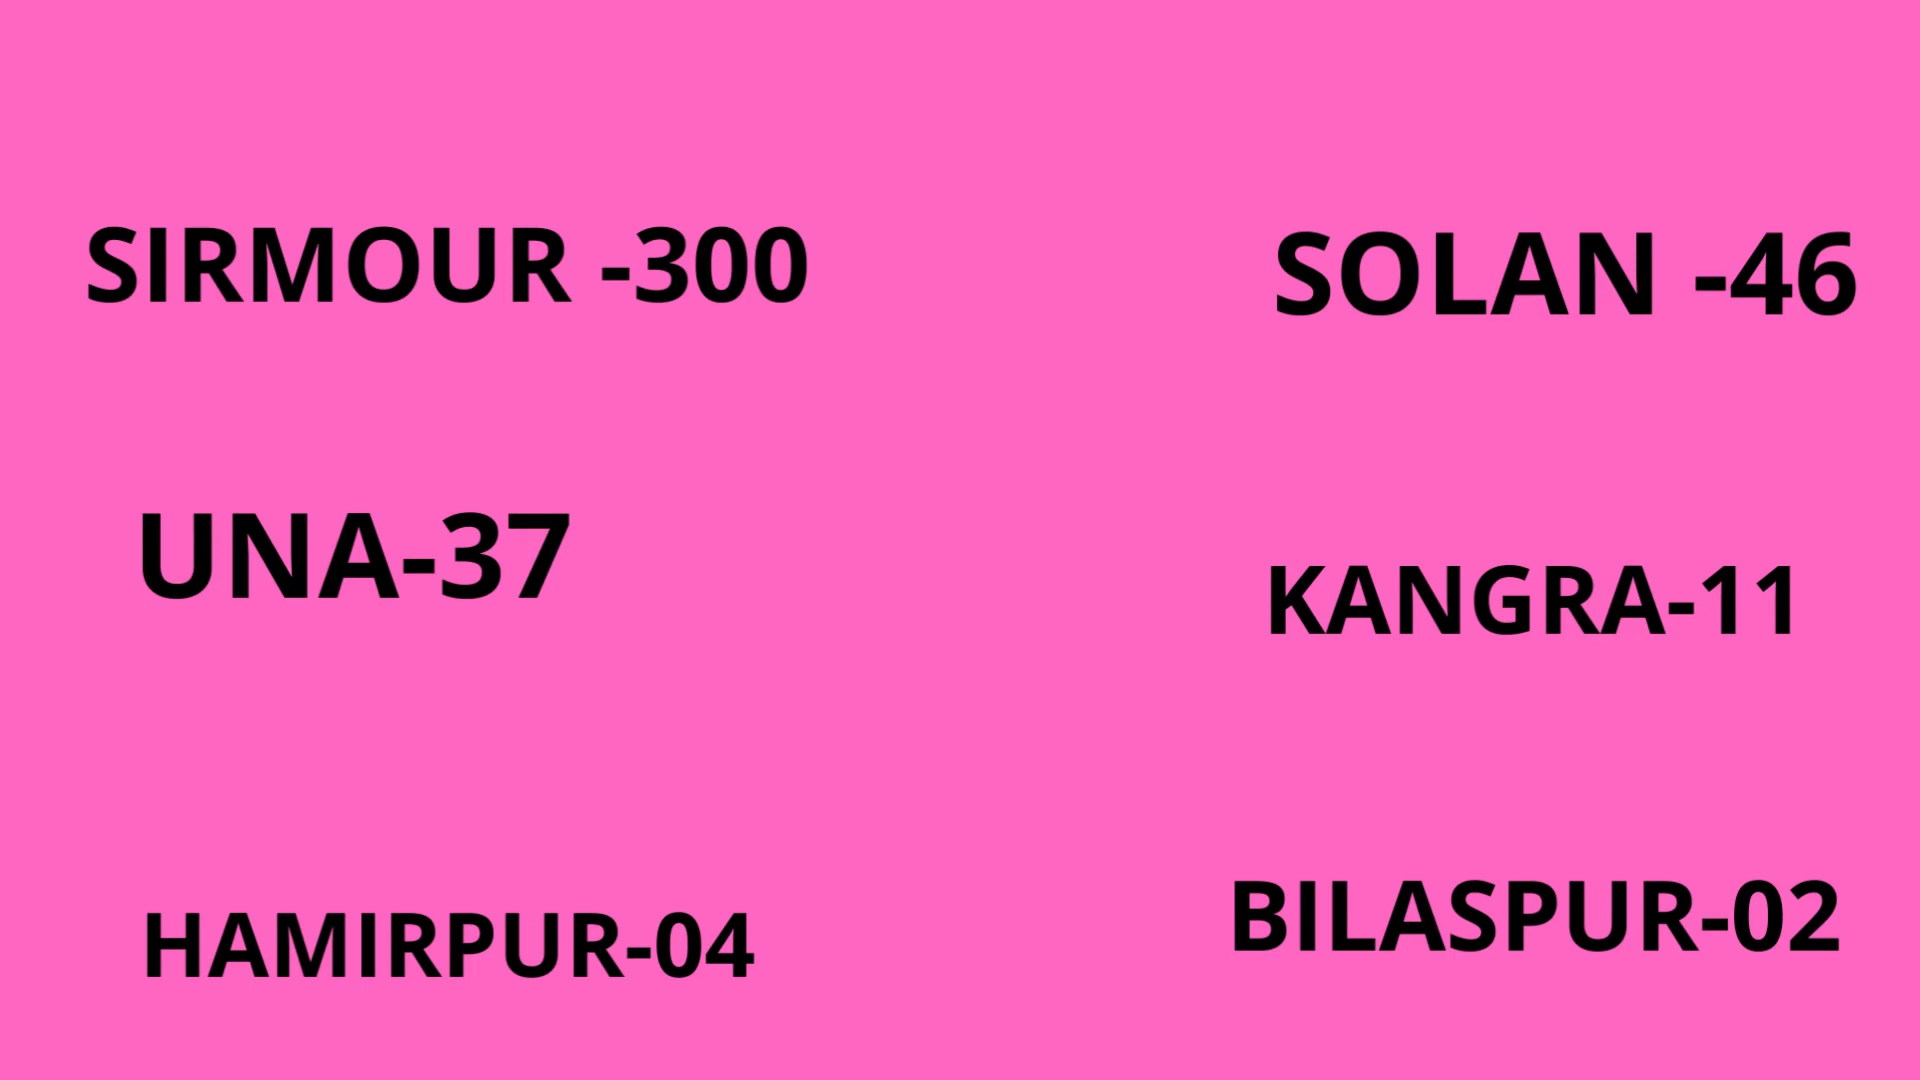 SIRMOUR -300
SOLAN -46
UNA-37
KANGRA-11
HAMIRPUR-04
BILASPUR-02